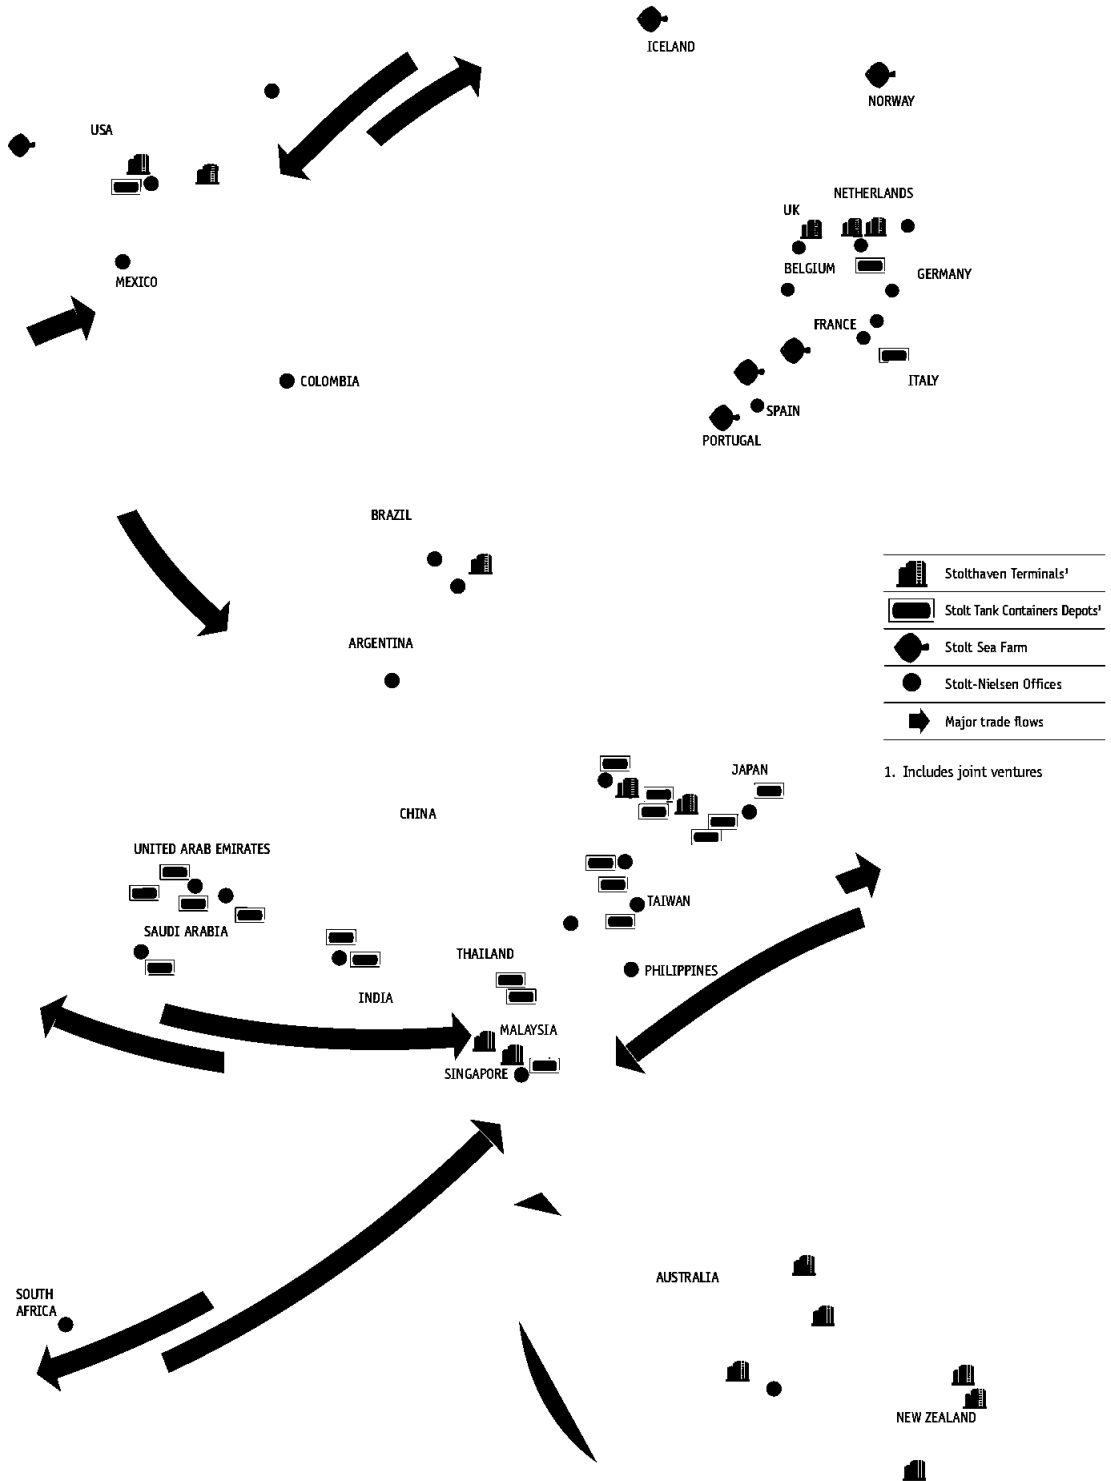 ICELAND
NORWAY
USA
NETHERLANDS
UK
BELGIUM
GERMANY
MEXICO
FRANCE
COLOMBIA
ITALY
SPAIN
PORTUGAL
BRAZIL
ARGENTINA
Stolthaven Terminals¹
Stolt Tank Containers Depots¹
Stolt Sea Farm
Stolt-Nielsen Offices
Major trade flows
1. Includes joint ventures
JAPAN
CHINA
UNITED ARAB EMIRATES
TAIWAN
SAUDI ARABIA
THAILAND
PHILIPPINES
INDIA
MALAYSIA
SINGAPORE
AUSTRALIA
SOUTH
AFRICA
NEW ZEALAND